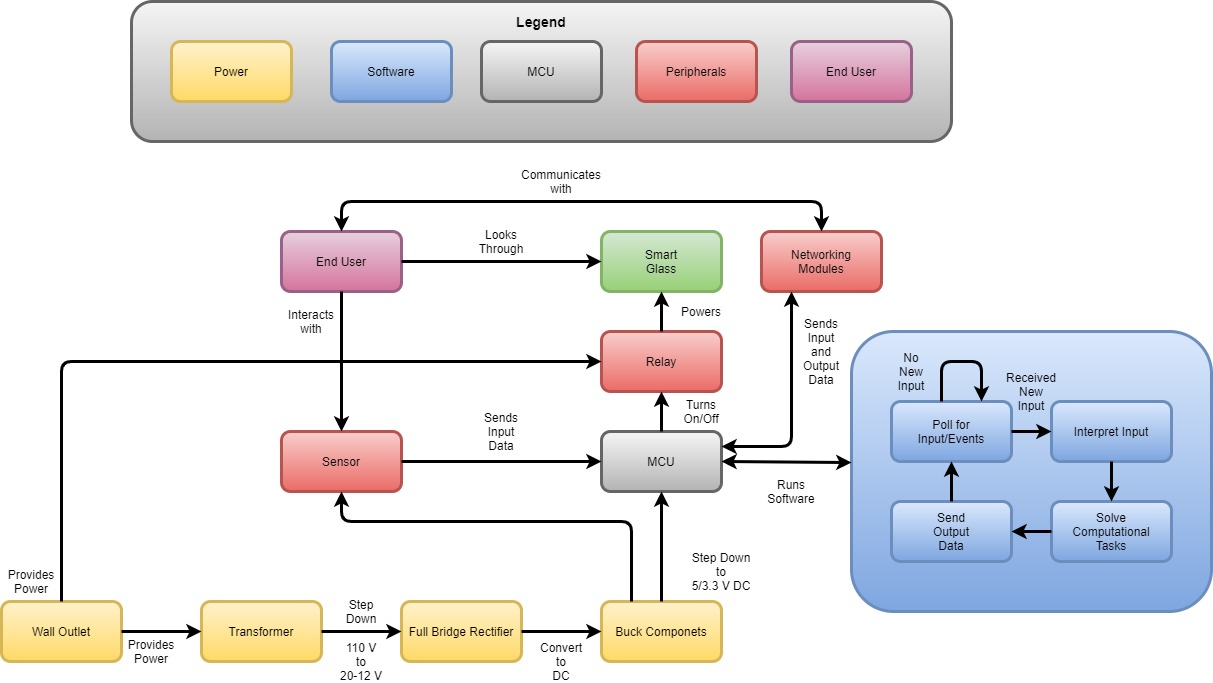 Legend
Power
Software
MCU
Peripherals
End User
Communicates
with
End User
Looks
Through
Smart
Glass
Networking
Modules
Interacts
with
Powers
Sends
Input
and
Output
Data
Relay
Turns
On/Off
No
New
Input
Received
New
Input
Poll for
Input/Events
Interpret Input
Sensor
Sends
Input
Data
MCU
Runs
Software
Send
Output
Data
Solve
Computational
Tasks
Provides
Power
Step Down
to
5/3.3 V DC
Wall Outlet
Provides
Power
Transformer
Step
Down
110 V
to
20-12 V
Full Bridge Rectifier
Convert
to
DC
Buck Componets